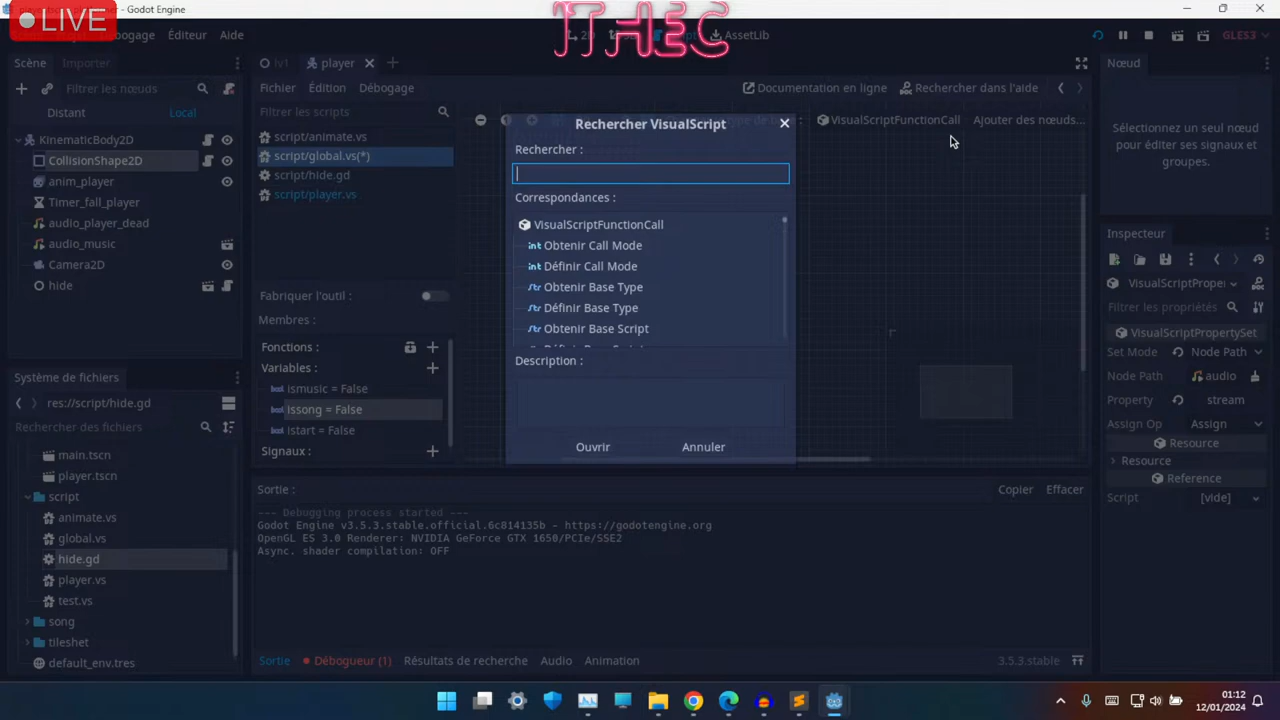 LIVE
- Godot Engine
TTHEC
Débogage Éditeur Aide
2D
AssetLib
GLES3
Scène Importer
lv1 player
Nœud
Filtrer les nœuds
Fichier Édition Débogage
Documentation en ligne Rechercher dans l'aide
Distant Local
Filtrer les scripts
VisualScriptFunctionCall Ajouter des nœuds...
KinematicBody2D
CollisionShape2D
anim_player
Timer_fall_player
audio_player_dead
audio_music
Camera2D
hide
script/animate.vs
script/global.vs(*)
script/hide.gd
script/player.vs
Fabriquer l'outil :
Membres :
Fonctions :
Variables :
ismusic = False
issong = False
istart = False
Signaux :
Rechercher VisualScript
Rechercher :
Correspondances :
VisualScriptFunctionCall
int Obtenir Call Mode
int Définir Call Mode
Str Obtenir Base Type
Str Définir Base Type
Str Obtenir Base Script
Description :
Ouvrir Annuler
Sélectionnez un seul nœud
pour éditer ses signaux et
groupes.
Inspecteur
VisualScriptPrope
Filtrer les propriétés
VisualScriptPropertySet
Set Mode Node Path
Node Path audio
Property stream
Assign Op Assign
Resource
Resource
Reference
Script [vide]
Système de fichiers
res://script/hide.gd
Rechercher des fichiers
main.tscn
player.tscn
script
animate.vs
global.vs
hide.gd
player.vs
test.vs
song
tileshet
default_env.tres
Sortie :
Copier Effacer
--- Debugging process started ---
Godot Engine v3.5.3.stable.official.6c814135b - https://godotengine.org
OpenGL ES 3.0 Renderer: NVIDIA GeForce GTX 1650/PCIe/SSE2
Async. shader compilation: OFF
Sortie Débogueur (1) Résultats de recherche Audio Animation
3.5.3.stable
01:12
12/01/2024